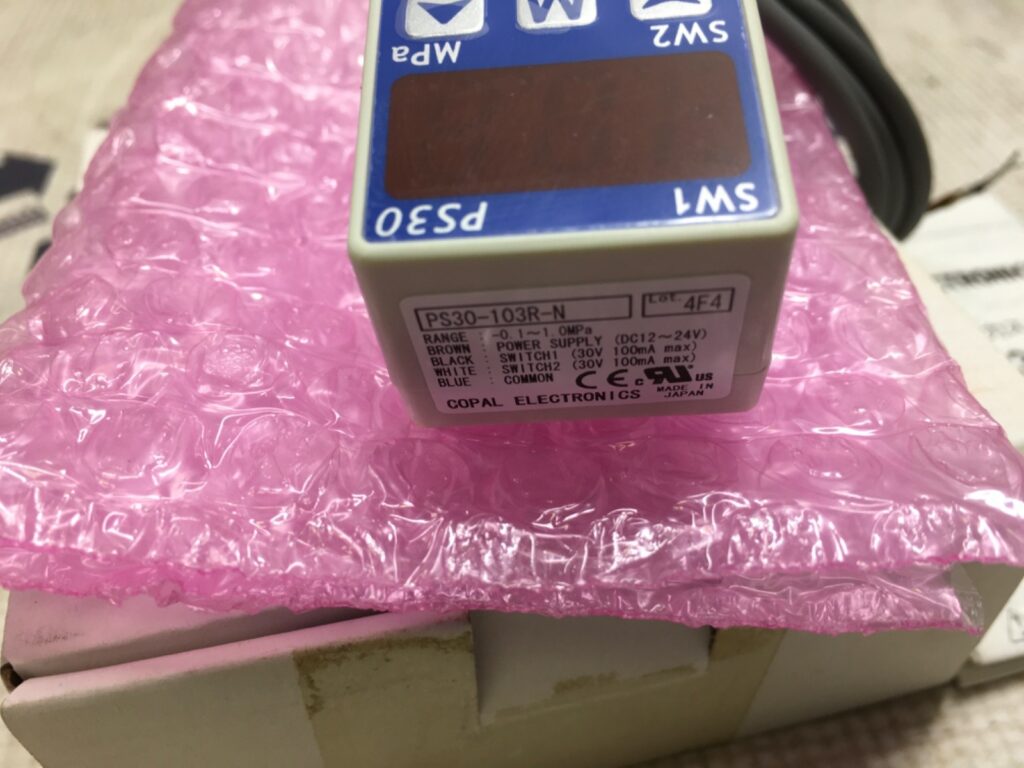 MPa
M
SW2
PS30
SW1
PS30-103R-N
Lot. 4F4
RANGE : -0.1～1.0MPa
BROWN : POWER SUPPLY (DC12～24V)
BLACK : SWITCH1 (30V 100mA max)
WHITE : SWITCH2 (30V 100mA max)
BLUE : COMMON
CE c RU US
MADE IN
JAPAN
COPAL ELECTRONICS